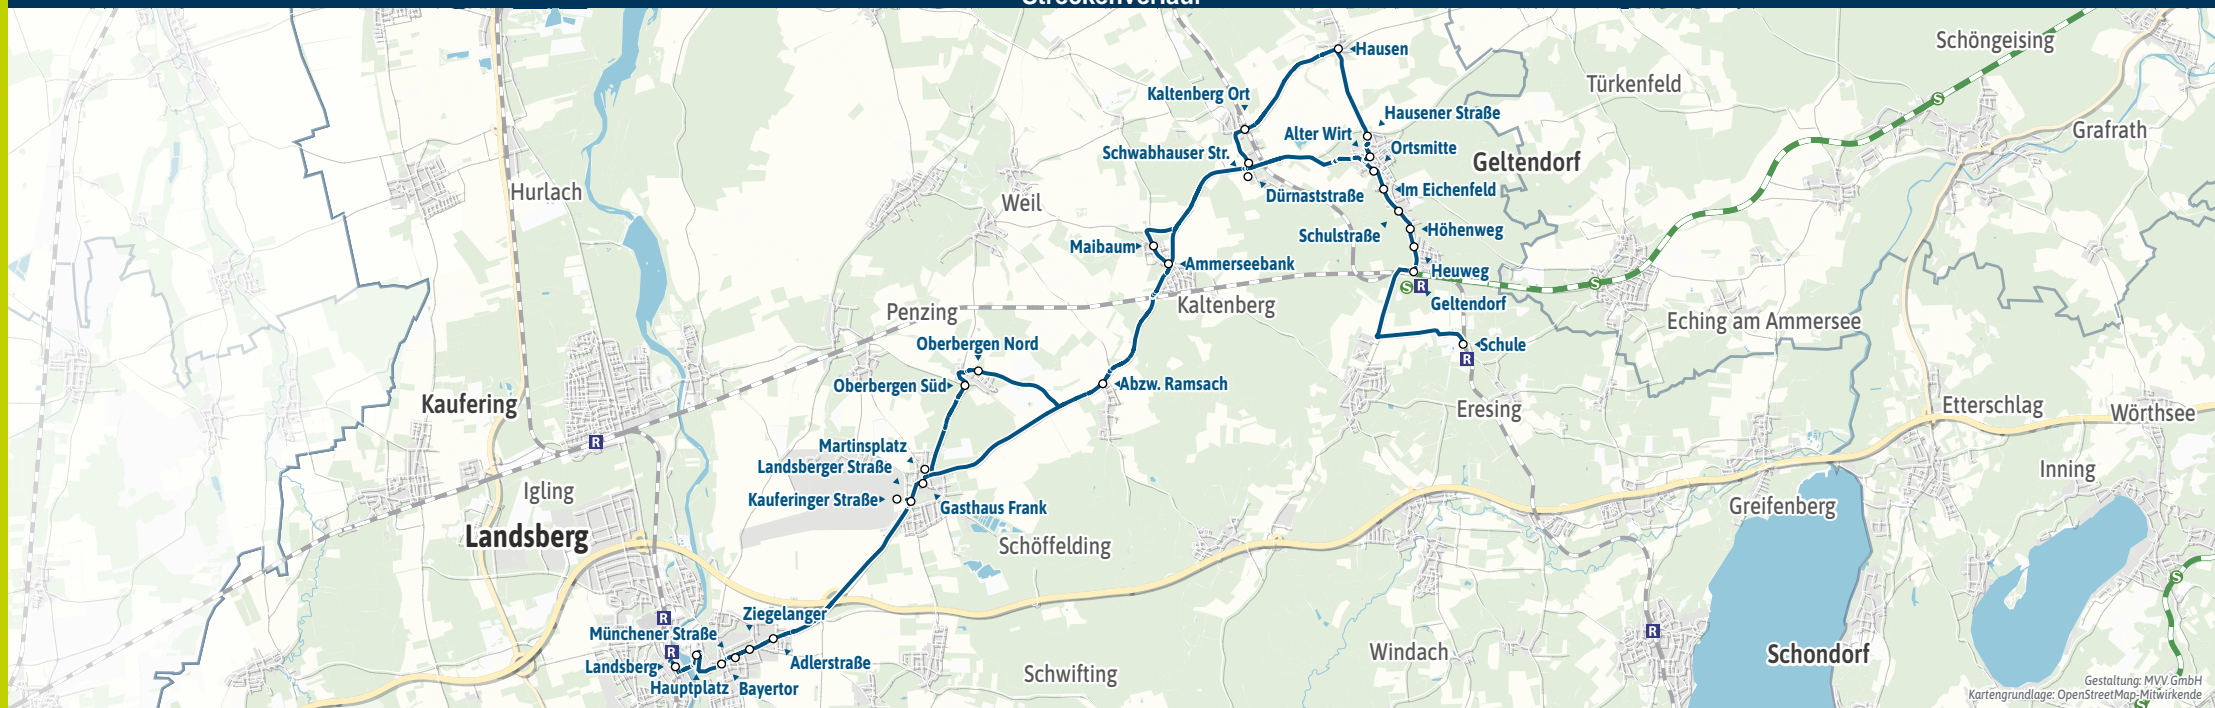 Streckenverlauf
Schöngeising
Hausen
Türkenfeld
Kaltenberg Ort
S
Hausener Straße
Grafrath
Alter Wirt
Ortsmitte
Schwabhauser Str.
Geltendorf
Hurlach
Im Eichenfeld
Dürnaststraße
Weil
Höhenweg
Schulstraße
Maibaum
Ammerseebank
Heuweg
S
S R
Geltendorf
Kaltenberg
Penzing
Eching am Ammersee
Oberbergen Nord
Schule
R
Oberbergen Süd
Abzw. Ramsach
Kaufering
Eresing
Etterschlag
Wörthsee
R
Martinsplatz
Landsberger Straße
Inning
Igling
Kauferinger Straße
Gasthaus Frank
Greifenberg
Landsberg
Schöffelding
S
Ziegelanger
R
Münchener Straße
R
R
Landsberg
Adlerstraße
Windach
Schondorf
Schwifting
Hauptplatz
Bayertor
Gestaltung: MVV GmbH
Kartengrundlage: OpenStreetMap-Mitwirkende
S